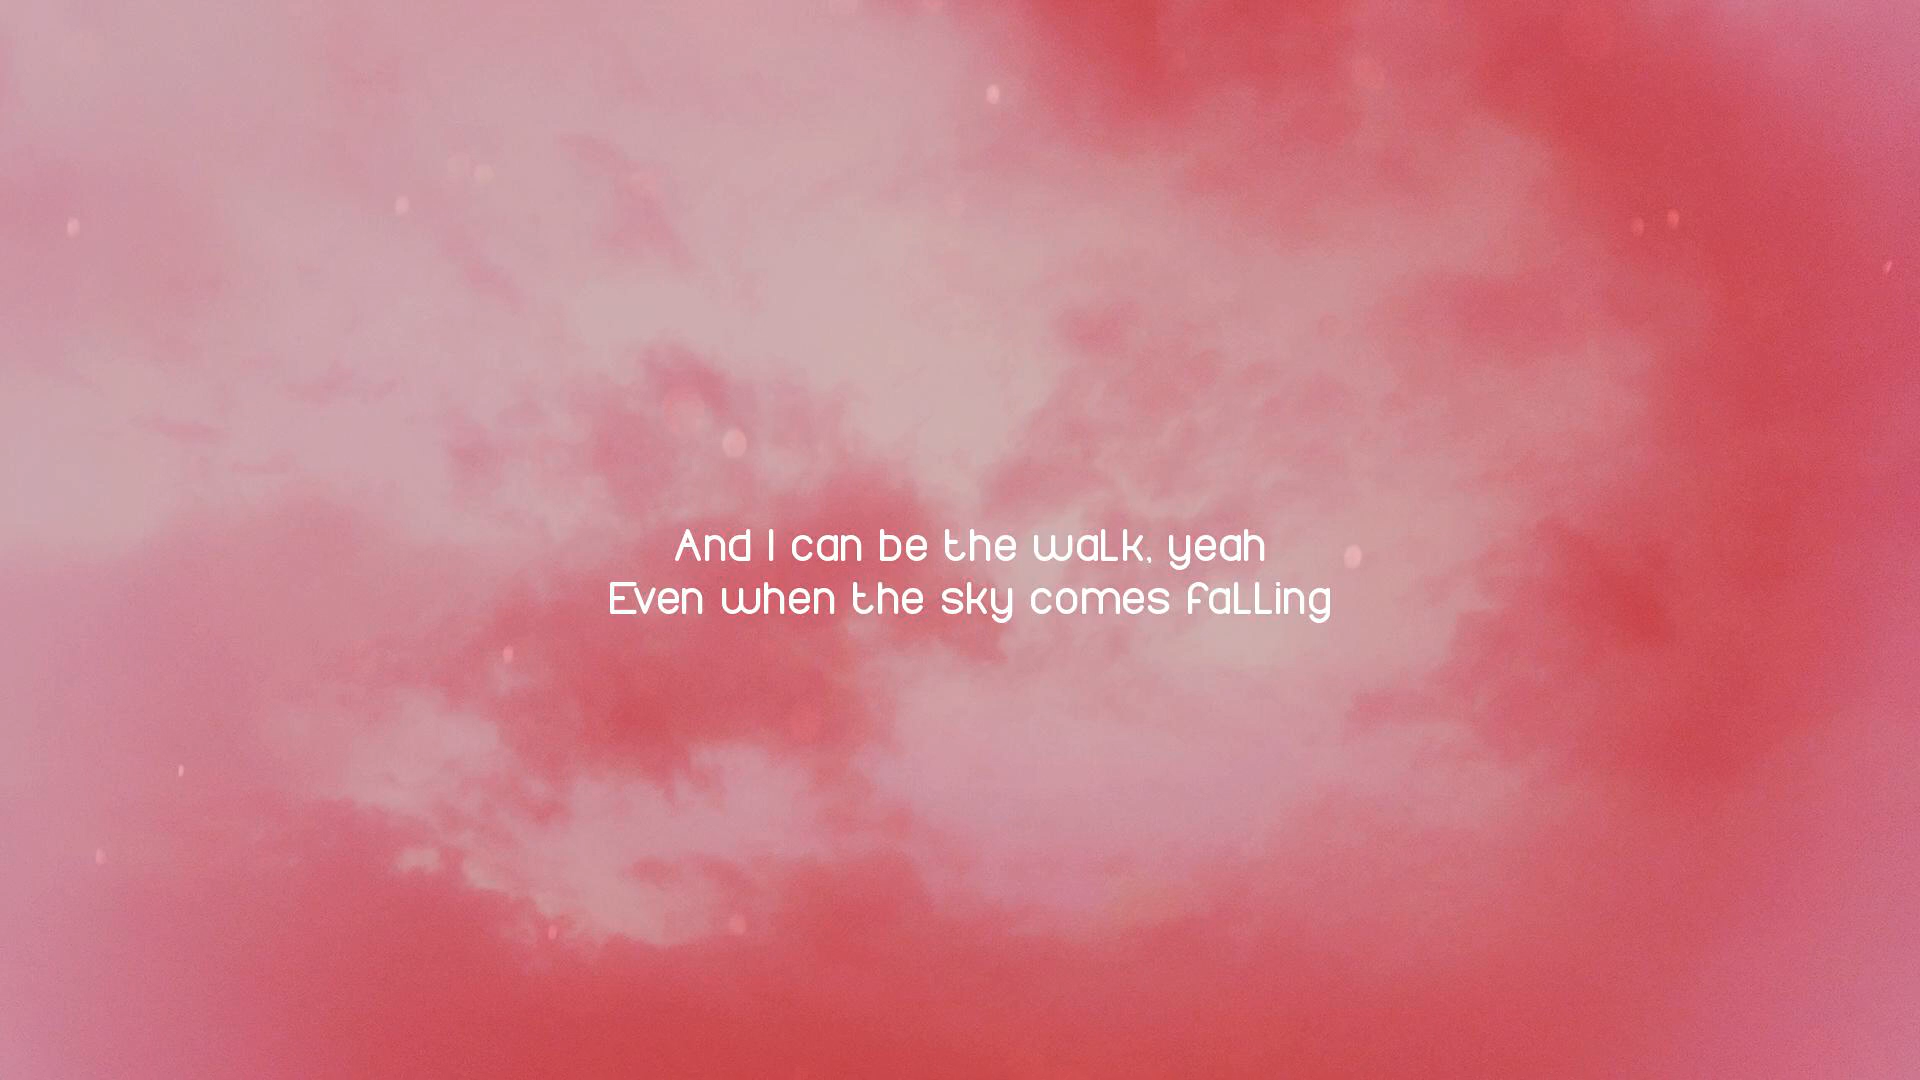 And I can be the walk, yeah
Even when the sky comes falling